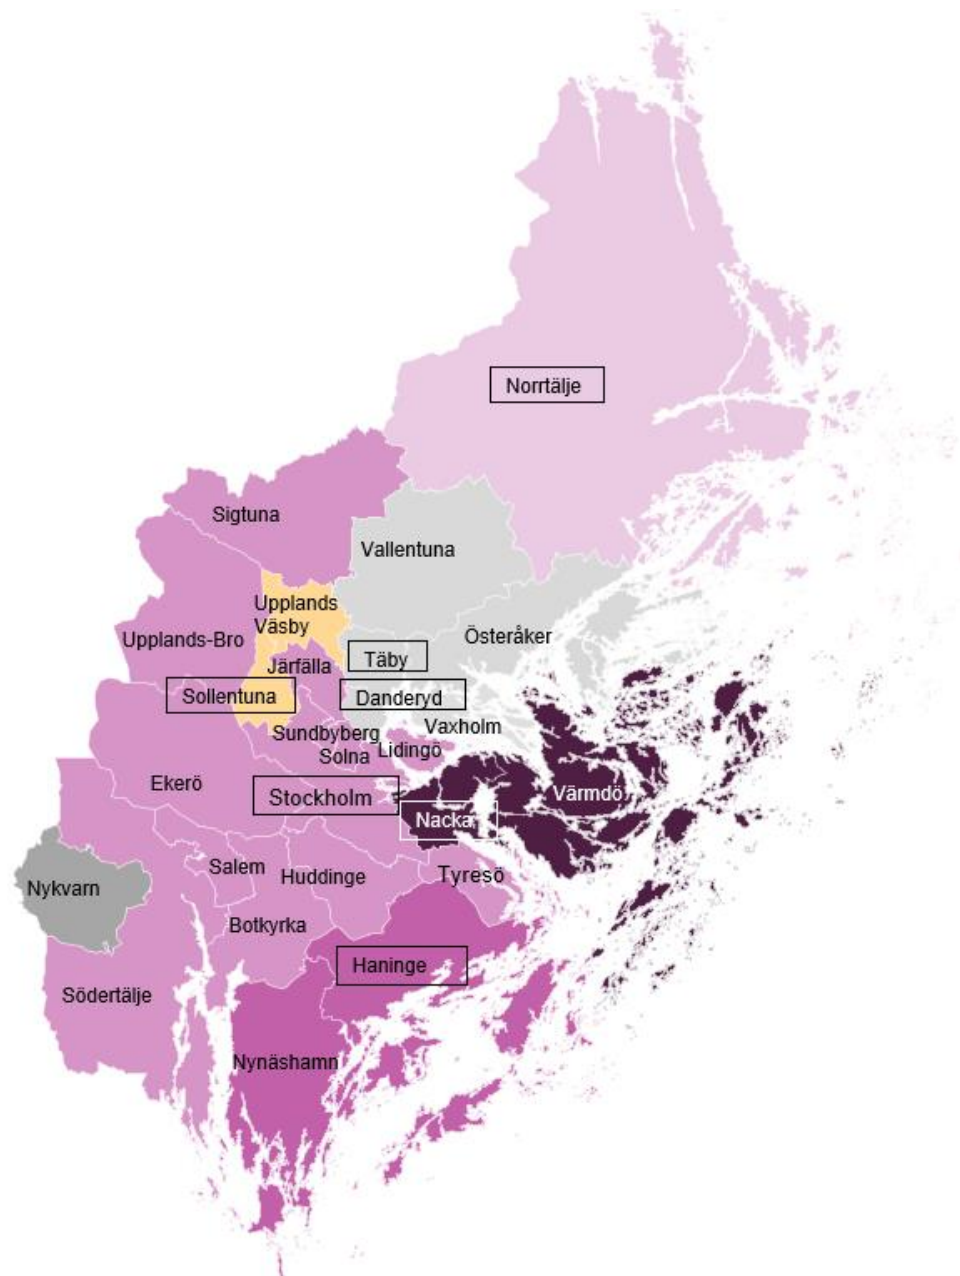 Norrtälje
Sigtuna
Vallentuna
Upplands
Väsby
Upplands-Bro
Österåker
Täby
Järfälla
Sollentuna
Danderyd
Vaxholm
Sundbyberg
Solna
Lidingö
Ekerö
Stockholm
Värmdö
Nacka
Salem
Huddinge
Tyresö
Nykvarn
Botkyrka
Haninge
Södertälje
Nynäshamn